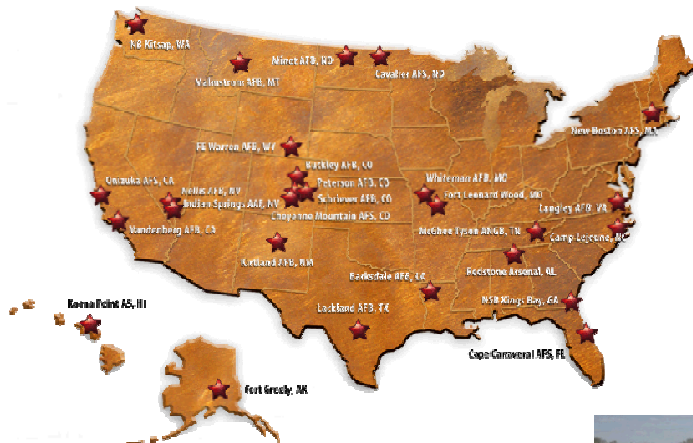 NB Kitsap, WA
Minot AFB, ND
Cavalier AFS, ND
Malmstrom AFB, MT
New Boston AFS,
FE Warren AFB, WY
Buckley AFB, CO
Onizuka AFS, CA
Nellis AFB, NV
Peterson AFB, CO
Whiteman AFB, MO
Indian Springs AAF, NV
Schriever AFB, CO
Fort Leonard Wood, MO
Langley AFB, VA
Cheyenne Mountain AFS, CO
Vandenberg AFB, CA
McGhee Tyson ANGB, TN
Camp Lejeune, NC
Kirtland AFB, NM
Redstone Arsenal, AL
Barksdale AFB, LA
Kaena Point AS, HI
Lackland AFB, TX
NSB Kings Bay, GA
Cape Canaveral AFS, FL
Fort Greely, AK